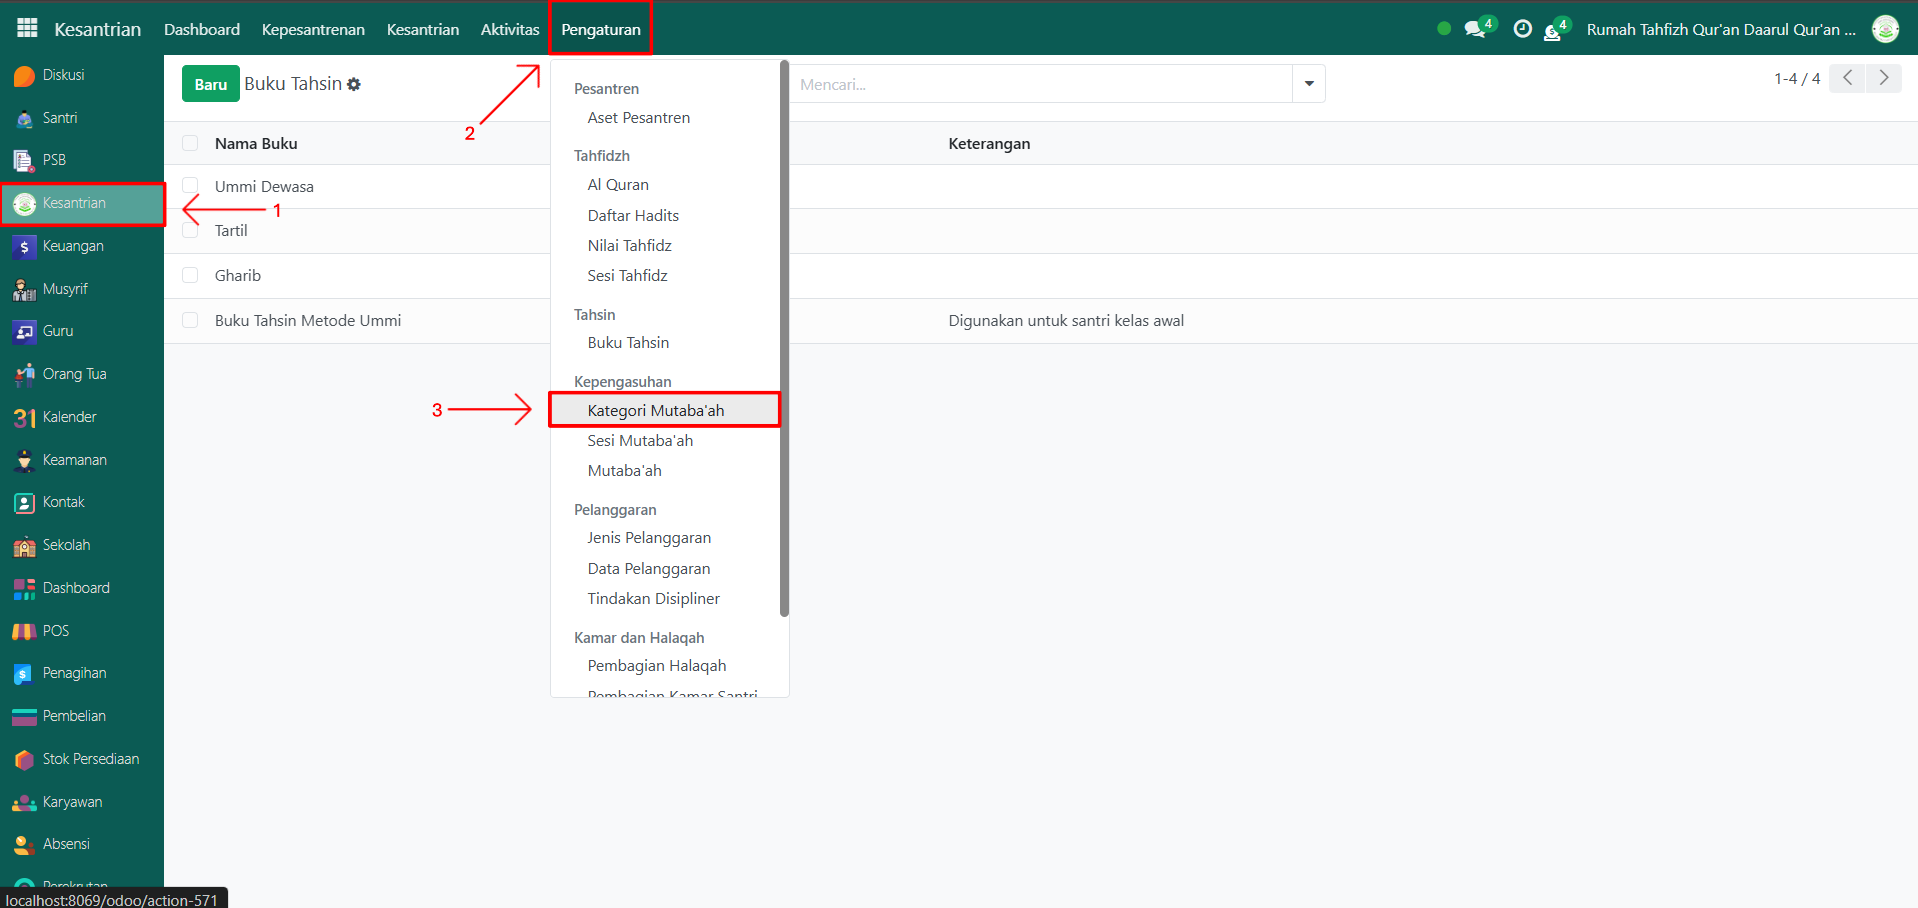 Kesantrian Dashboard Kepesantrenan Kesantrian Aktivitas Pengaturan 4 4 Rumah Tahfizh Qur'an Daarul Qur'an ...
Diskusi
Santri
PSB
Kesantrian
Keuangan
Musyrif
Guru
Orang Tua
31 Kalender
Keamanan
Kontak
Sekolah
Dashboard
POS
Penagihan
Pembelian
Stok Persediaan
Karyawan
Absensi
Perekrutan
localhost:8069/odoo/action-571
Baru Buku Tahsin Mencari... 1-4 / 4
Nama Buku Keterangan
Ummi Dewasa
Tartil
Gharib
Buku Tahsin Metode Ummi Digunakan untuk santri kelas awal
1
2
3
Pesantren
Aset Pesantren
Tahfidzh
Al Quran
Daftar Hadits
Nilai Tahfidz
Sesi Tahfidz
Tahsin
Buku Tahsin
Kepengasuhan
Kategori Mutaba'ah
Sesi Mutaba'ah
Mutaba'ah
Pelanggaran
Jenis Pelanggaran
Data Pelanggaran
Tindakan Disipliner
Kamar dan Halaqah
Pembagian Halaqah
Pembagian Kamar Santri